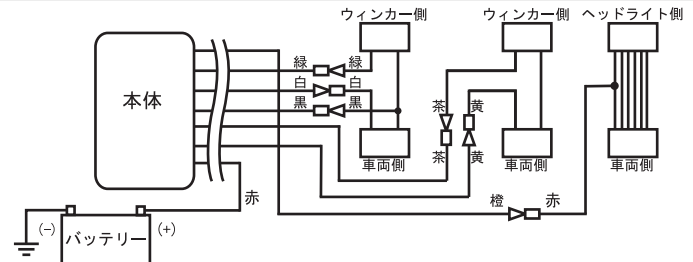 ウィンカー側
ウィンカー側
ヘッドライト側
緑 緑
白 白
黒 黒
本体
茶 黄
茶 黄
車両側
車両側
車両側
赤
橙 赤
(−) バッテリー (+)